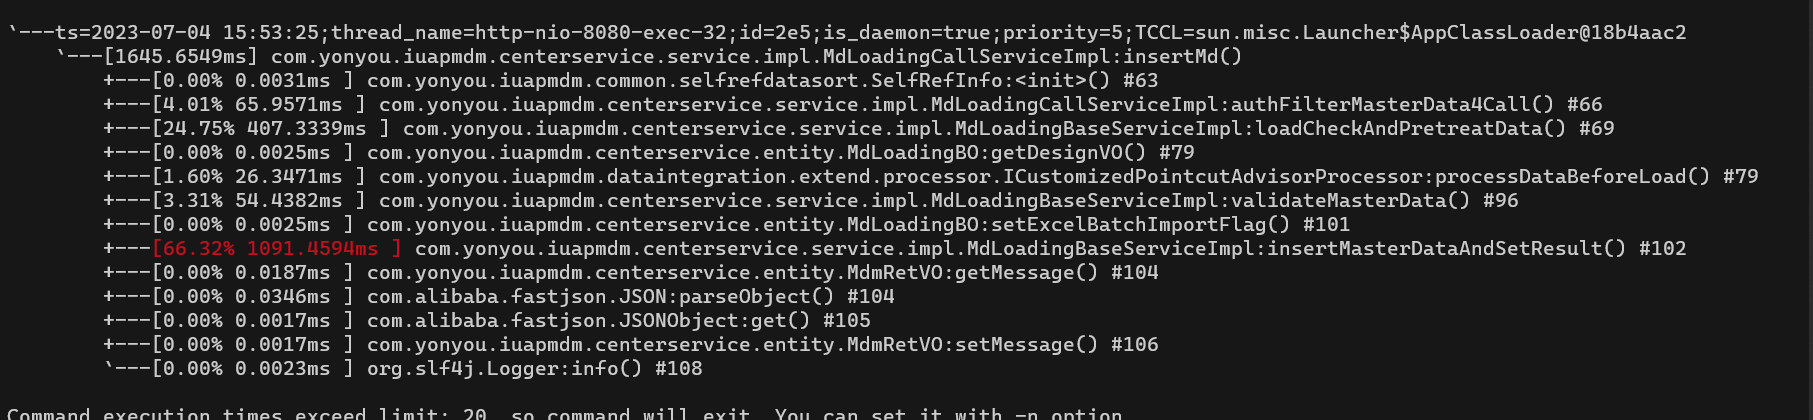 `---ts=2023-07-04 15:53:25;thread_name=http-nio-8080-exec-32;id=2e5;is_daemon=true;priority=5;TCCL=sun.misc.Launcher$AppClassLoader@18b4aac2
`---[1645.6549ms] com.yonyou.iuapmdm.centerservice.service.impl.MdLoadingCallServiceImpl:insertMd()
+---[0.00% 0.0031ms ] com.yonyou.iuapmdm.common.selfrefdatasort.SelfRefInfo:<init>() #63
+---[4.01% 65.9571ms ] com.yonyou.iuapmdm.centerservice.service.impl.MdLoadingCallServiceImpl:authFilterMasterData4Call() #66
+---[24.75% 407.3339ms ] com.yonyou.iuapmdm.centerservice.service.impl.MdLoadingBaseServiceImpl:loadCheckAndPretreatData() #69
+---[0.00% 0.0025ms ] com.yonyou.iuapmdm.centerservice.entity.MdLoadingBO:getDesignVO() #79
+---[1.60% 26.3471ms ] com.yonyou.iuapmdm.dataintegration.extend.processor.ICustomizedPointcutAdvisorProcessor:processDataBeforeLoad() #79
+---[3.31% 54.4382ms ] com.yonyou.iuapmdm.centerservice.service.impl.MdLoadingBaseServiceImpl:validateMasterData() #96
+---[0.00% 0.0025ms ] com.yonyou.iuapmdm.centerservice.entity.MdLoadingBO:setExcelBatchImportFlag() #101
+---[66.32% 1091.4594ms ] com.yonyou.iuapmdm.centerservice.service.impl.MdLoadingBaseServiceImpl:insertMasterDataAndSetResult() #102
+---[0.00% 0.0187ms ] com.yonyou.iuapmdm.centerservice.entity.MdmRetVO:getMessage() #104
+---[0.00% 0.0346ms ] com.alibaba.fastjson.JSON:parseObject() #104
+---[0.00% 0.0017ms ] com.alibaba.fastjson.JSONObject:get() #105
+---[0.00% 0.0017ms ] com.yonyou.iuapmdm.centerservice.entity.MdmRetVO:setMessage() #106
`---[0.00% 0.0023ms ] org.slf4j.Logger:info() #108
Command execution times exceed limit: 20, so command will exit. You can set it with -n option.